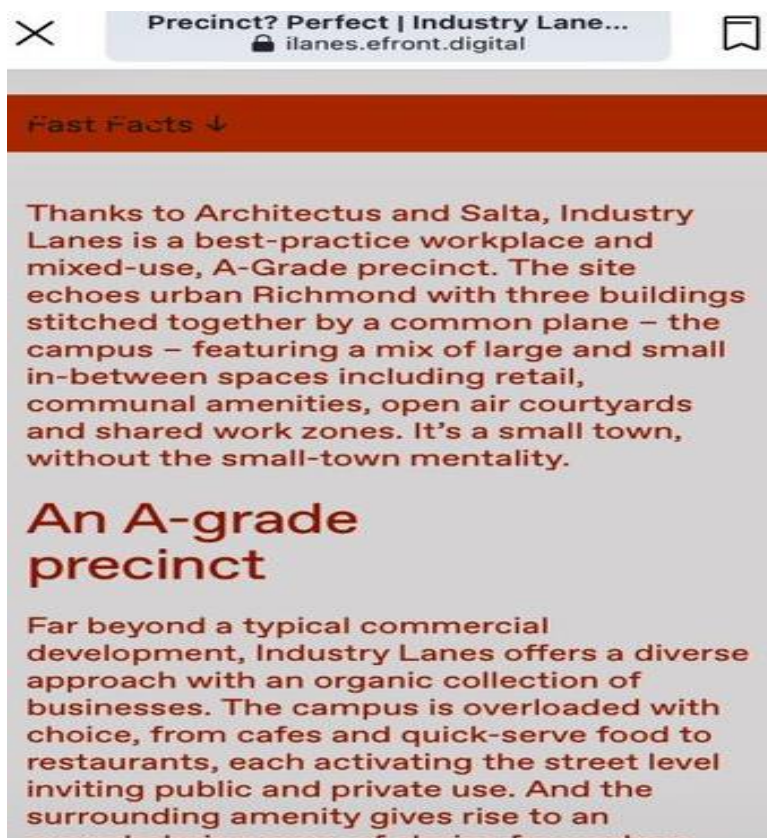 Precinct? Perfect | Industry Lane...
ilanes.efront.digital
Fast Facts ↓
Thanks to Architectus and Salta, Industry
Lanes is a best-practice workplace and
mixed-use, A-Grade precinct. The site
echoes urban Richmond with three buildings
stitched together by a common plane – the
campus – featuring a mix of large and small
in-between spaces including retail,
communal amenities, open air courtyards
and shared work zones. It’s a small town,
without the small-town mentality.
An A-grade
precinct
Far beyond a typical commercial
development, Industry Lanes offers a diverse
approach with an organic collection of
businesses. The campus is overloaded with
choice, from cafes and quick-serve food to
restaurants, each activating the street level
inviting public and private use. And the
surrounding amenity gives rise to an